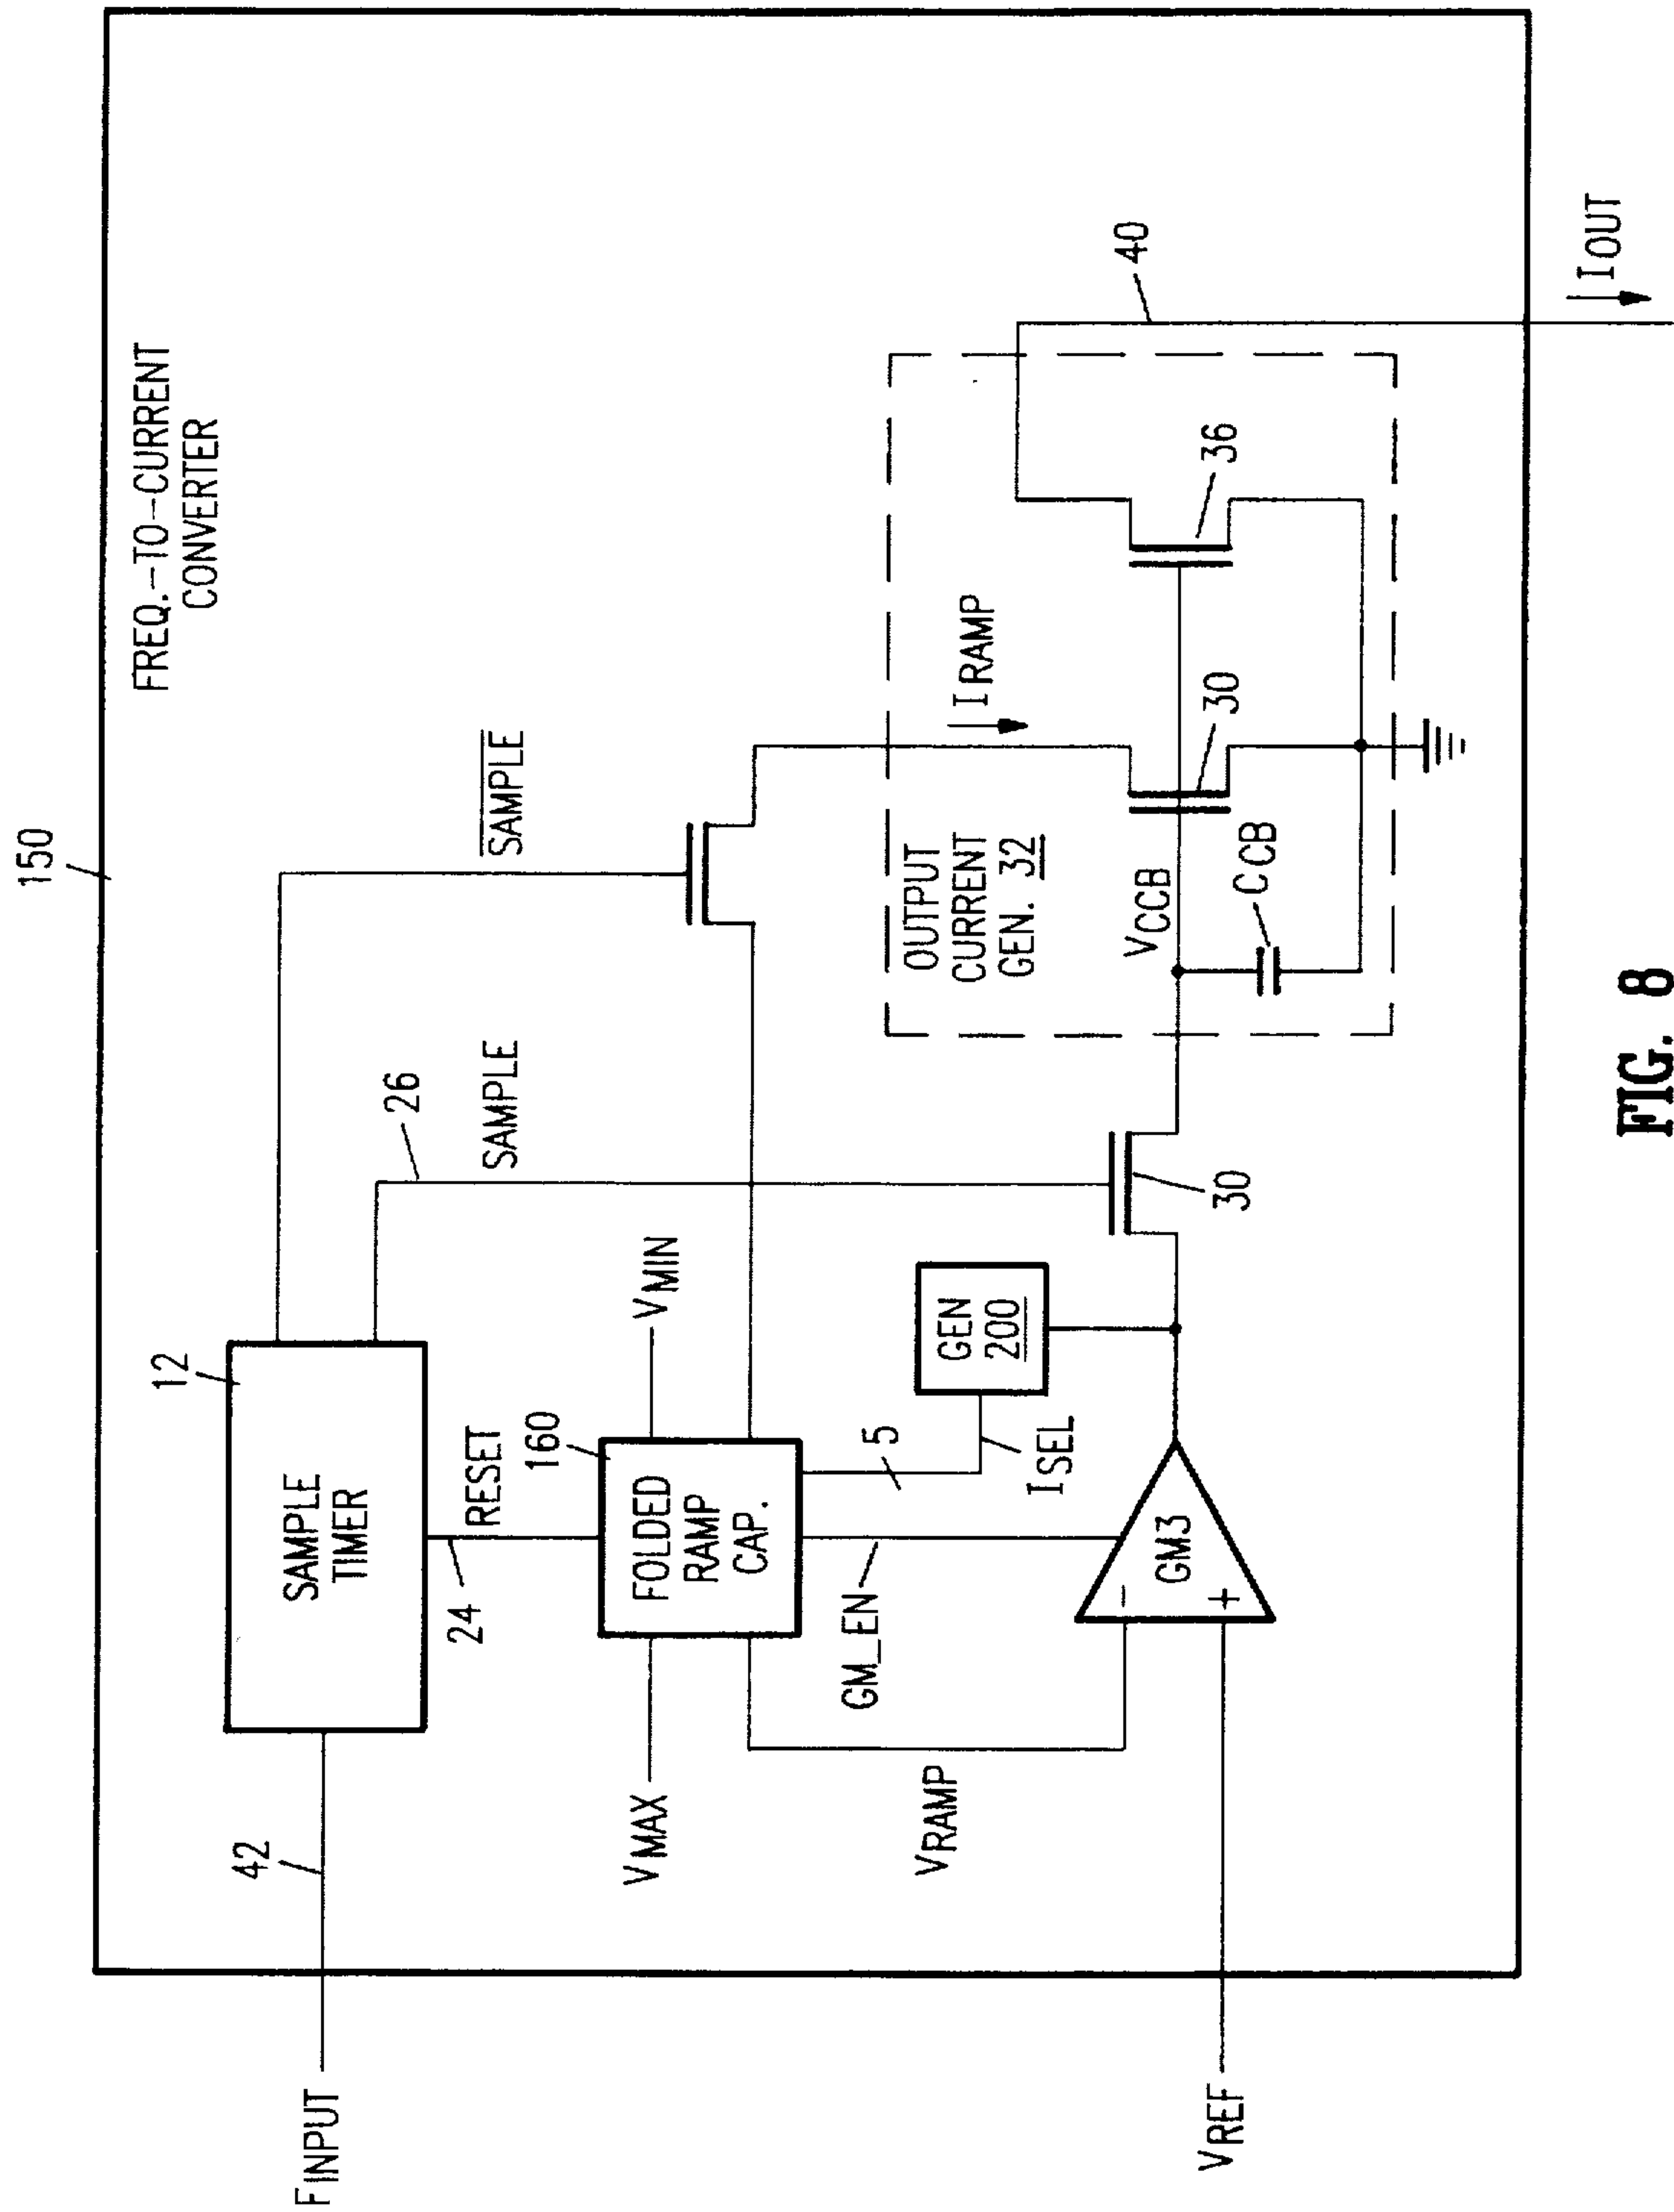 150
FREQ.-TO-CURRENT
CONVERTER
12
SAMPLE
TIMER
42
FINPUT
24
RESET
26
SAMPLE
SAMPLE
160
FOLDED
RAMP
CAP.
VMAX
VMIN
VRAMP
GM_EN
5
ISEL
GEN
200
GM3
-
+
VREF
30
OUTPUT
CURRENT
GEN. 32
VCCB
CCB
IRAMP
30
36
40
IOUT
FIG. 8